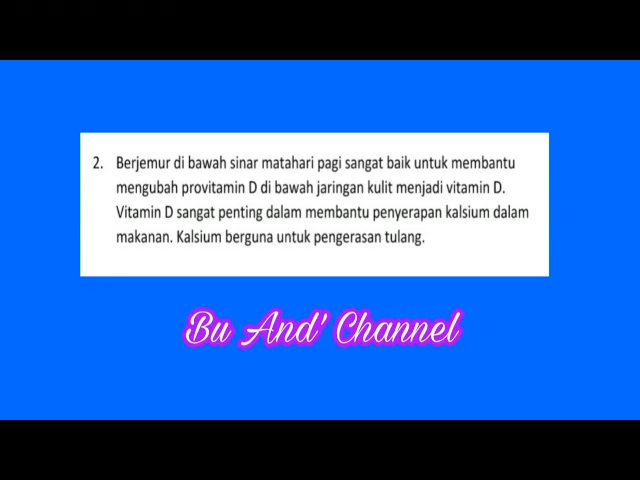 2. Berjemur di bawah sinar matahari pagi sangat baik untuk membantu
mengubah provitamin D di bawah jaringan kulit menjadi vitamin D.
Vitamin D sangat penting dalam membantu penyerapan kalsium dalam
makanan. Kalsium berguna untuk pengerasan tulang.
Bu And' Channel